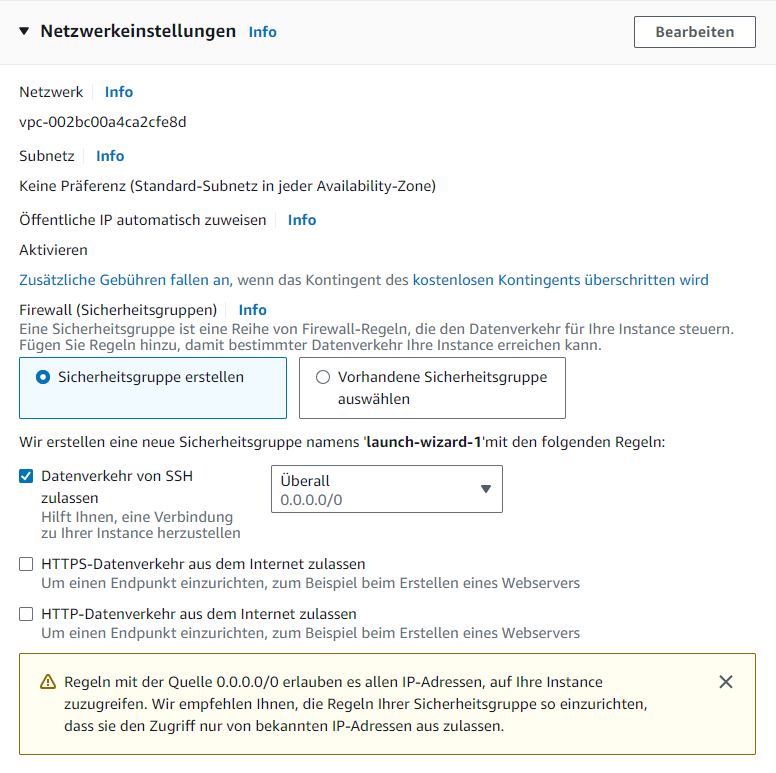 Netzwerkeinstellungen Info
Bearbeiten
Netzwerk Info
vpc-002bc00a4ca2cfe8d
Subnetz Info
Keine Präferenz (Standard-Subnetz in jeder Availability-Zone)
Öffentliche IP automatisch zuweisen Info
Aktivieren
Zusätzliche Gebühren fallen an, wenn das Kontingent des kostenlosen Kontingents überschritten wird
Firewall (Sicherheitsgruppen) Info
Eine Sicherheitsgruppe ist eine Reihe von Firewall-Regeln, die den Datenverkehr für Ihre Instance steuern.
Fügen Sie Regeln hinzu, damit bestimmter Datenverkehr Ihre Instance erreichen kann.
Sicherheitsgruppe erstellen
Vorhandene Sicherheitsgruppe
auswählen
Wir erstellen eine neue Sicherheitsgruppe namens 'launch-wizard-1'mit den folgenden Regeln:
Datenverkehr von SSH
zulassen
Hilft Ihnen, eine Verbindung
zu Ihrer Instance herzustellen
Überall
0.0.0.0/0
HTTPS-Datenverkehr aus dem Internet zulassen
Um einen Endpunkt einzurichten, zum Beispiel beim Erstellen eines Webservers
HTTP-Datenverkehr aus dem Internet zulassen
Um einen Endpunkt einzurichten, zum Beispiel beim Erstellen eines Webservers
Regeln mit der Quelle 0.0.0.0/0 erlauben es allen IP-Adressen, auf Ihre Instance
zuzugreifen. Wir empfehlen Ihnen, die Regeln Ihrer Sicherheitsgruppe so einzurichten,
dass sie den Zugriff nur von bekannten IP-Adressen aus zulassen.